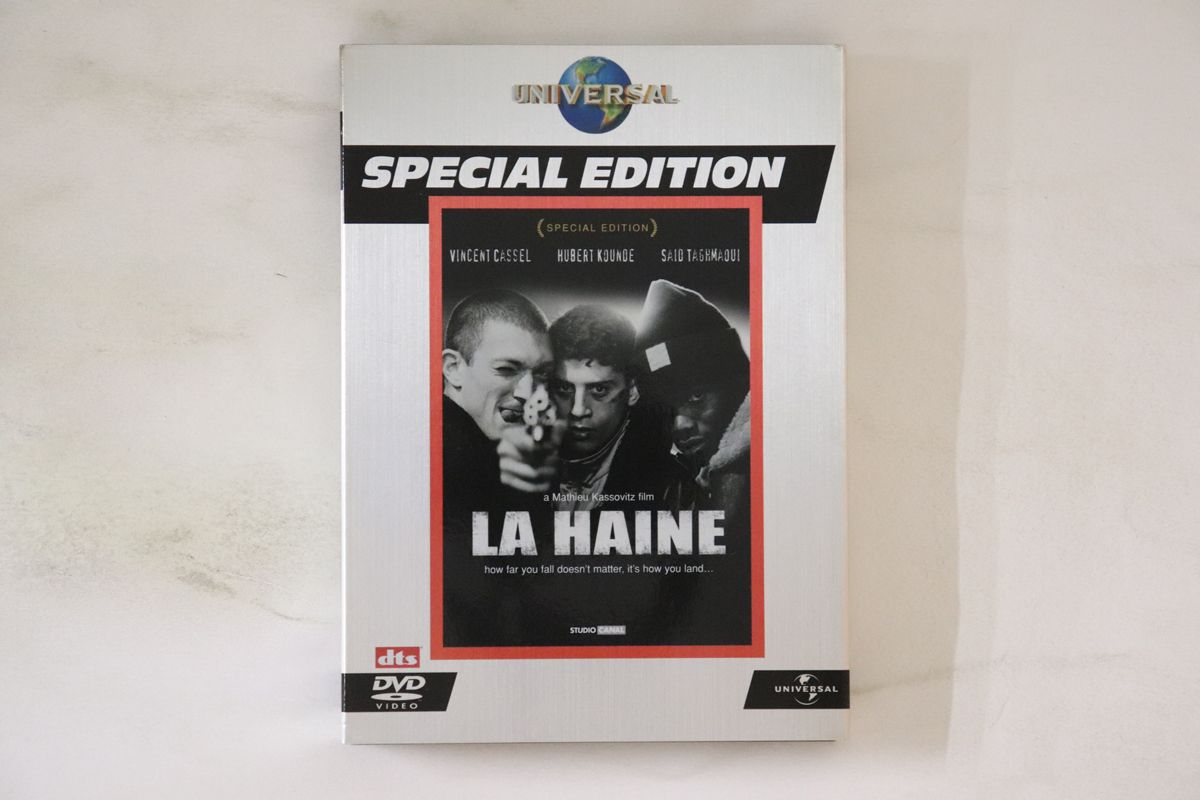 UNIVERSAL
SPECIAL EDITION
SPECIAL EDITION
VINCENT CASSEL HUBERT KOUNDE SAID TAGHMAOUI
a Mathieu Kassovitz film
LA HAINE
how far you fall doesn't matter, it's how you land...
STUDIO CANAL
dts
DVD
VIDEO
UNIVERSAL